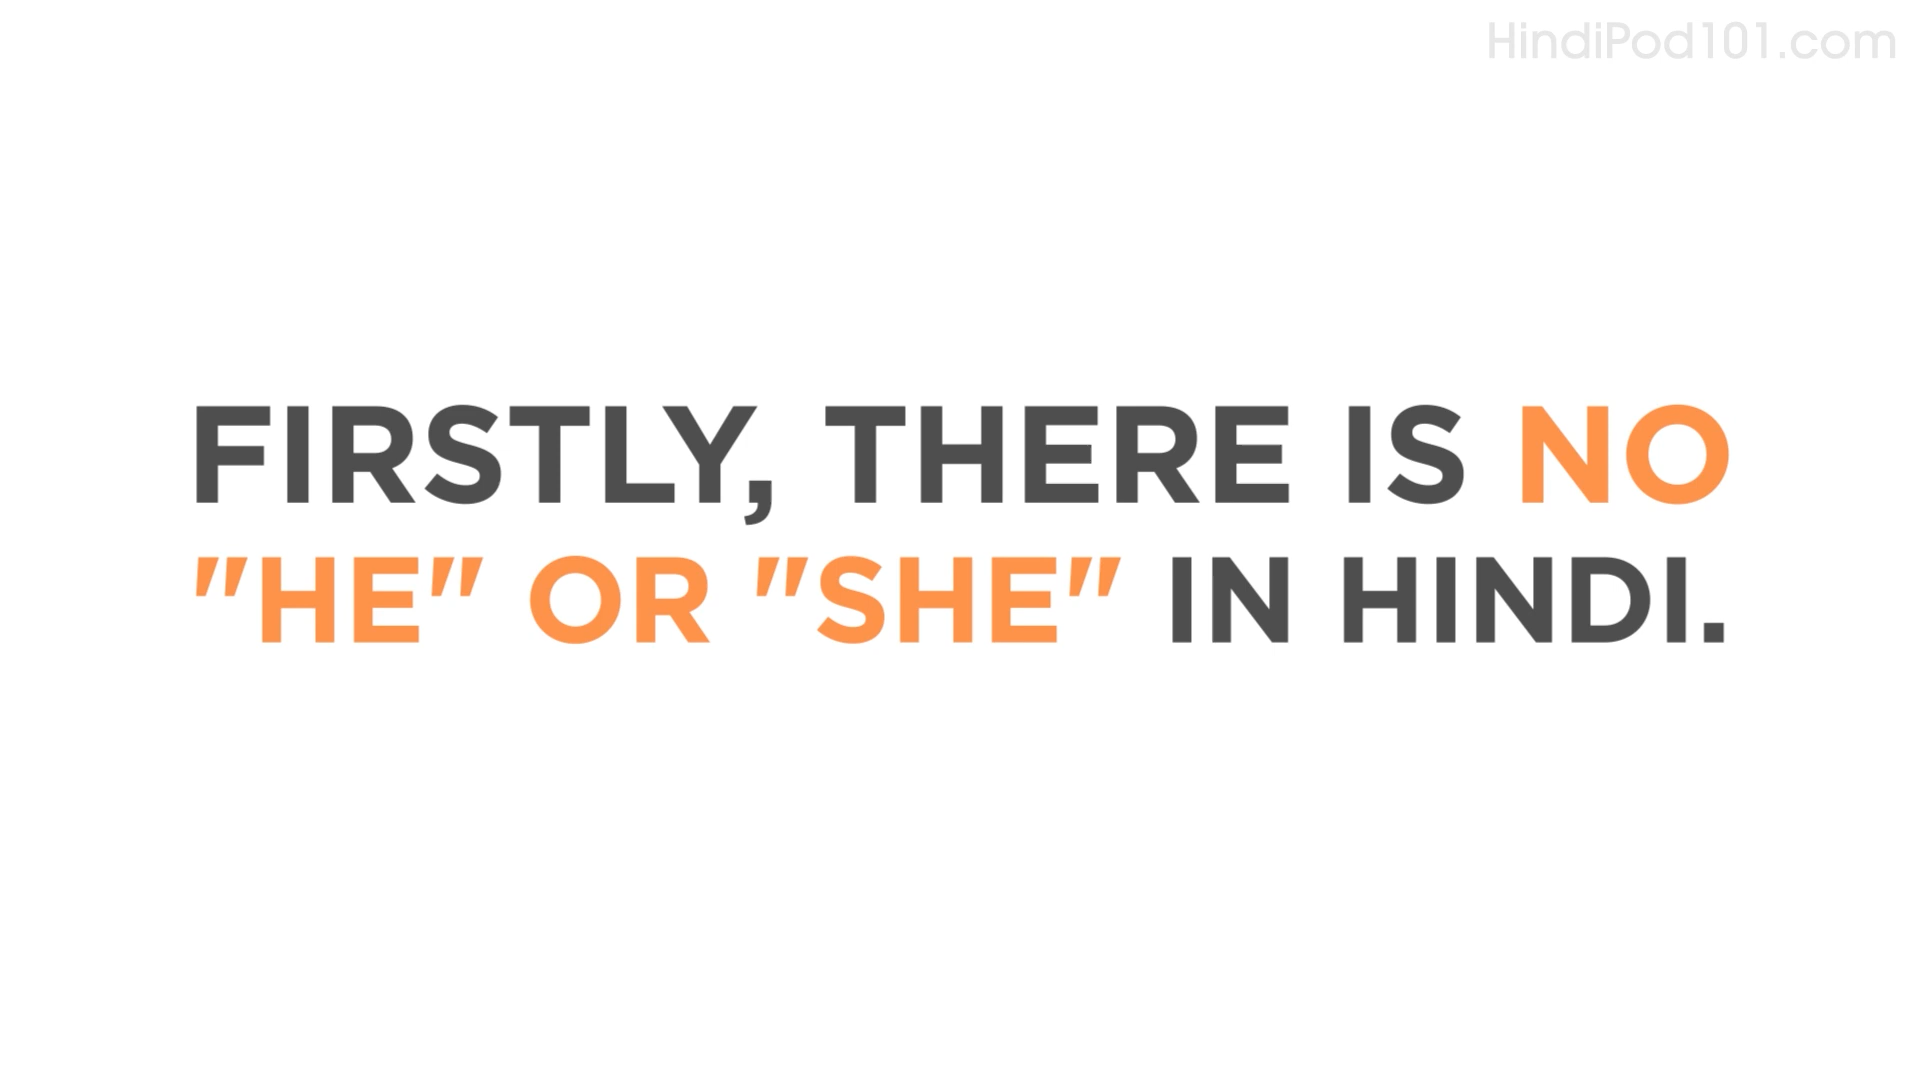 HindiPod101.com
FIRSTLY, THERE IS NO
"HE" OR "SHE" IN HINDI.